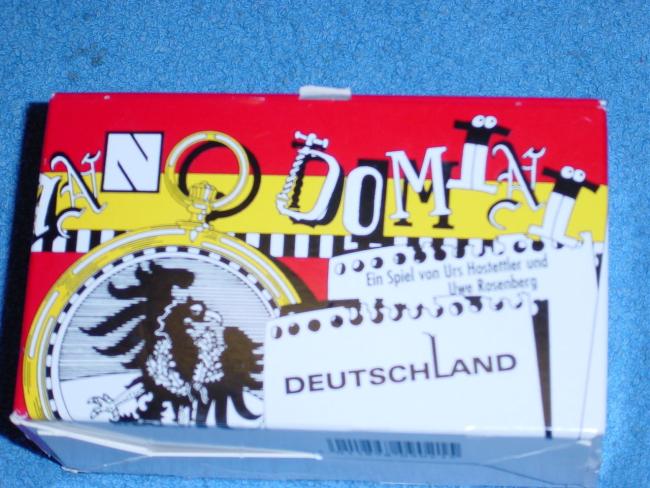 ANNO DOMINI
Ein Spiel von Urs Hostettler und
Uwe Rosenberg
DEUTSCHLAND